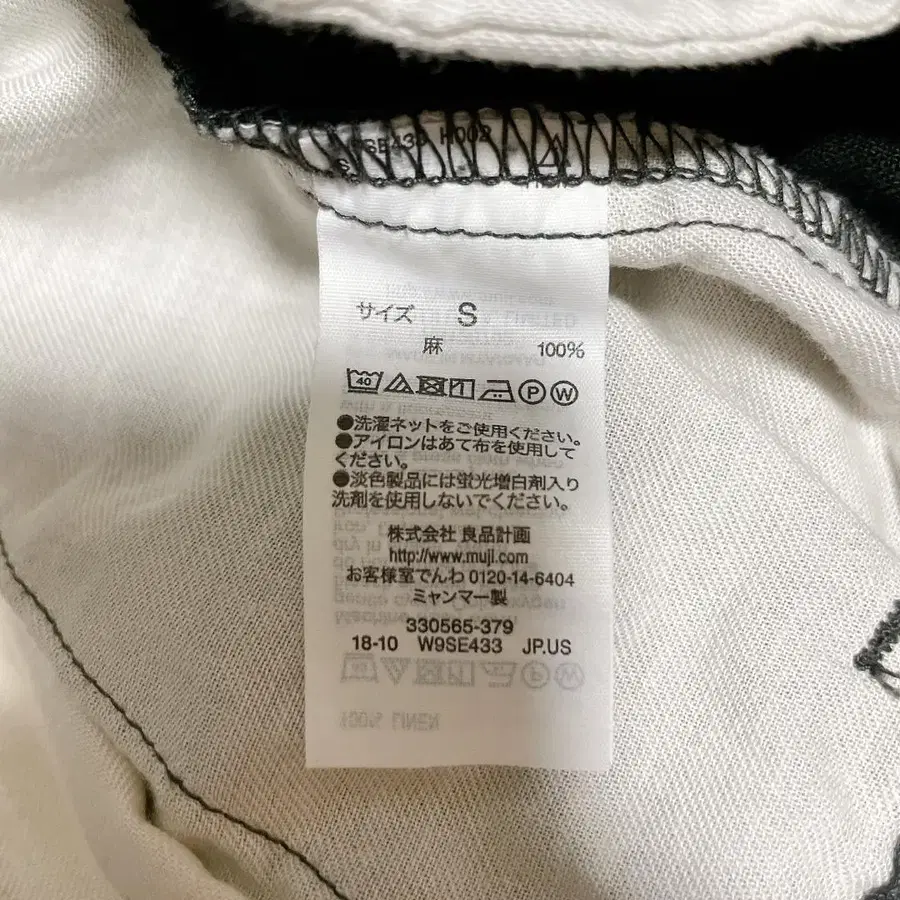 サイズ S
麻 100%
40 P W
●洗濯ネットをご使用ください。
●アイロンはあて布を使用して
ください。
●淡色製品には蛍光増白剤入り
洗剤を使用しないでください。
株式会社 良品計画
http://www.muji.com
お客様室でんわ 0120-14-6404
ミャンマー製
330565-379
18-10 W9SE433 JP.US
100% LINEN